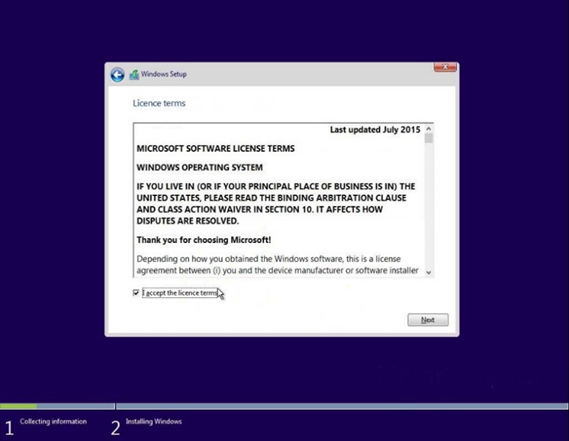 Windows Setup
Licence terms
Last updated July 2015
MICROSOFT SOFTWARE LICENSE TERMS
WINDOWS OPERATING SYSTEM
IF YOU LIVE IN (OR IF YOUR PRINCIPAL PLACE OF BUSINESS IS IN) THE
UNITED STATES, PLEASE READ THE BINDING ARBITRATION CLAUSE
AND CLASS ACTION WAIVER IN SECTION 10. IT AFFECTS HOW
DISPUTES ARE RESOLVED.
Thank you for choosing Microsoft!
Depending on how you obtained the Windows software, this is a license
agreement between (i) you and the device manufacturer or software installer
I accept the licence terms
Next
1 Collecting information
2 Installing Windows